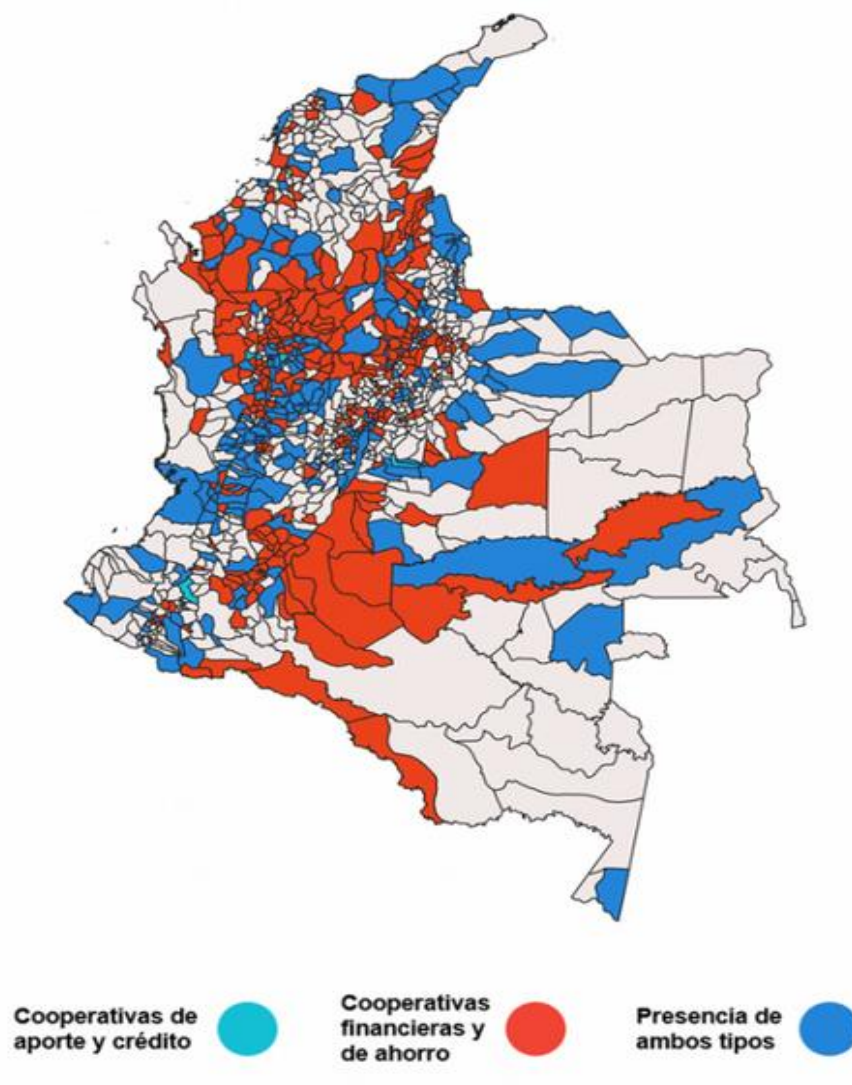 Cooperativas de
aporte y crédito
Cooperativas
financieras y
de ahorro
Presencia de
ambos tipos